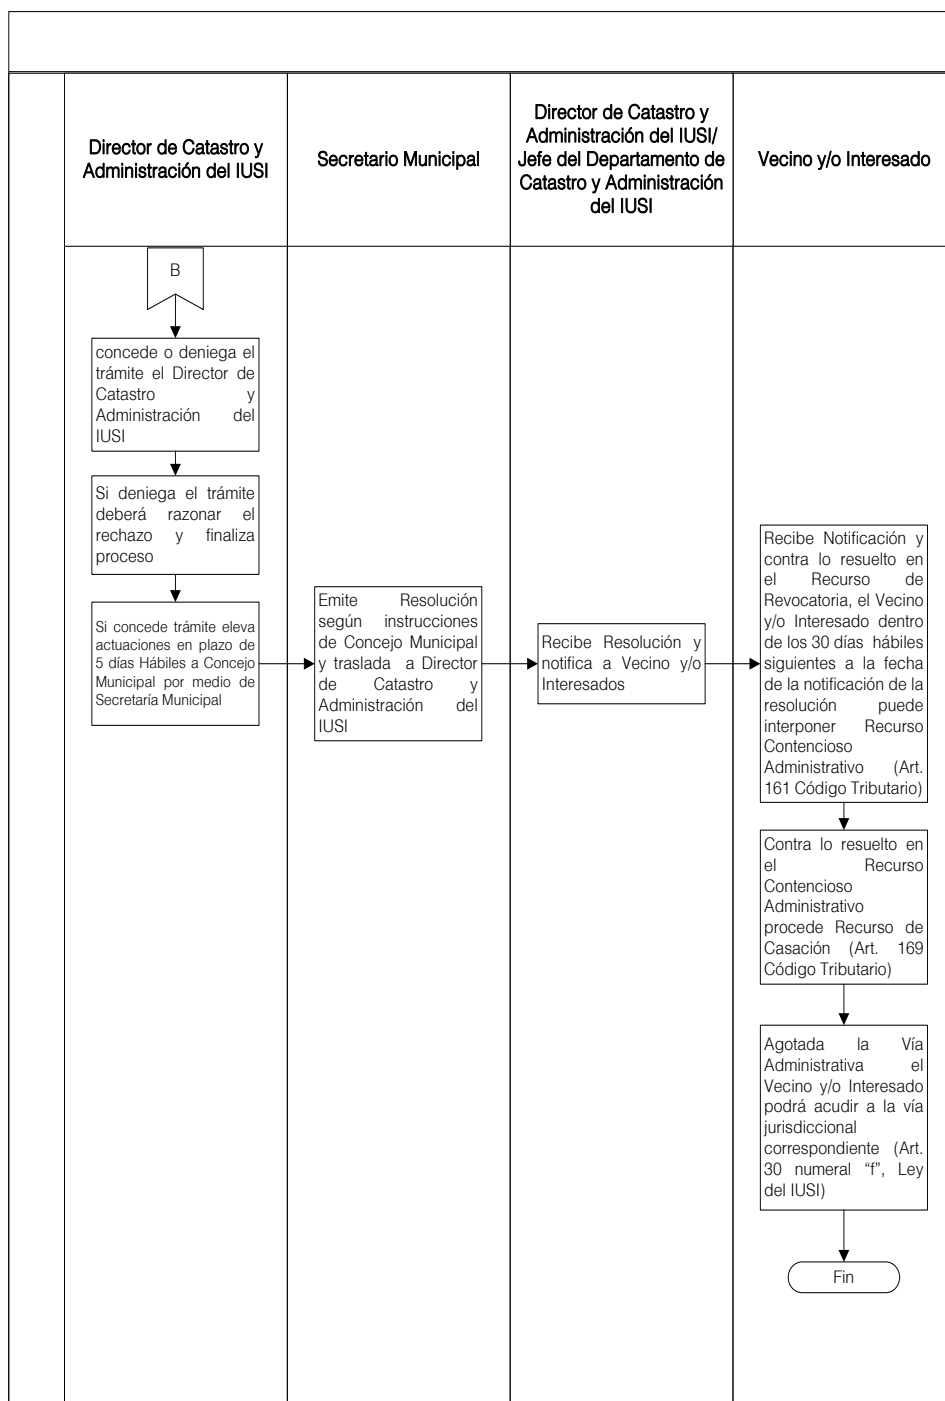 Director de Catastro y
Administración del IUSI
Secretario Municipal
Director de Catastro y
Administración del IUSI/
Jefe del Departamento de
Catastro y Administración
del IUSI
Vecino y/o Interesado
B
concede o deniega el
trámite el Director de
Catastro y
Administración del
IUSI
Si deniega el trámite
deberá razonar el
rechazo y finaliza
proceso
Si concede trámite eleva
actuaciones en plazo de
5 días Hábiles a Concejo
Municipal por medio de
Secretaría Municipal
Emite Resolución
según instrucciones
de Concejo Municipal
y traslada a Director
de Catastro y
Administración del
IUSI
Recibe Resolución y
notifica a Vecino y/o
Interesados
Recibe Notificación y
contra lo resuelto en
el Recurso de
Revocatoria, el Vecino
y/o Interesado dentro
de los 30 días hábiles
siguientes a la fecha
de la notificación de la
resolución puede
interponer Recurso
Contencioso
Administrativo (Art.
161 Código Tributario)
Contra lo resuelto en
el Recurso
Contencioso
Administrativo
procede Recurso de
Casación (Art. 169
Código Tributario)
Agotada la Vía
Administrativa el
Vecino y/o Interesado
podrá acudir a la vía
jurisdiccional
correspondiente (Art.
30 numeral “f”, Ley
del IUSI)
Fin